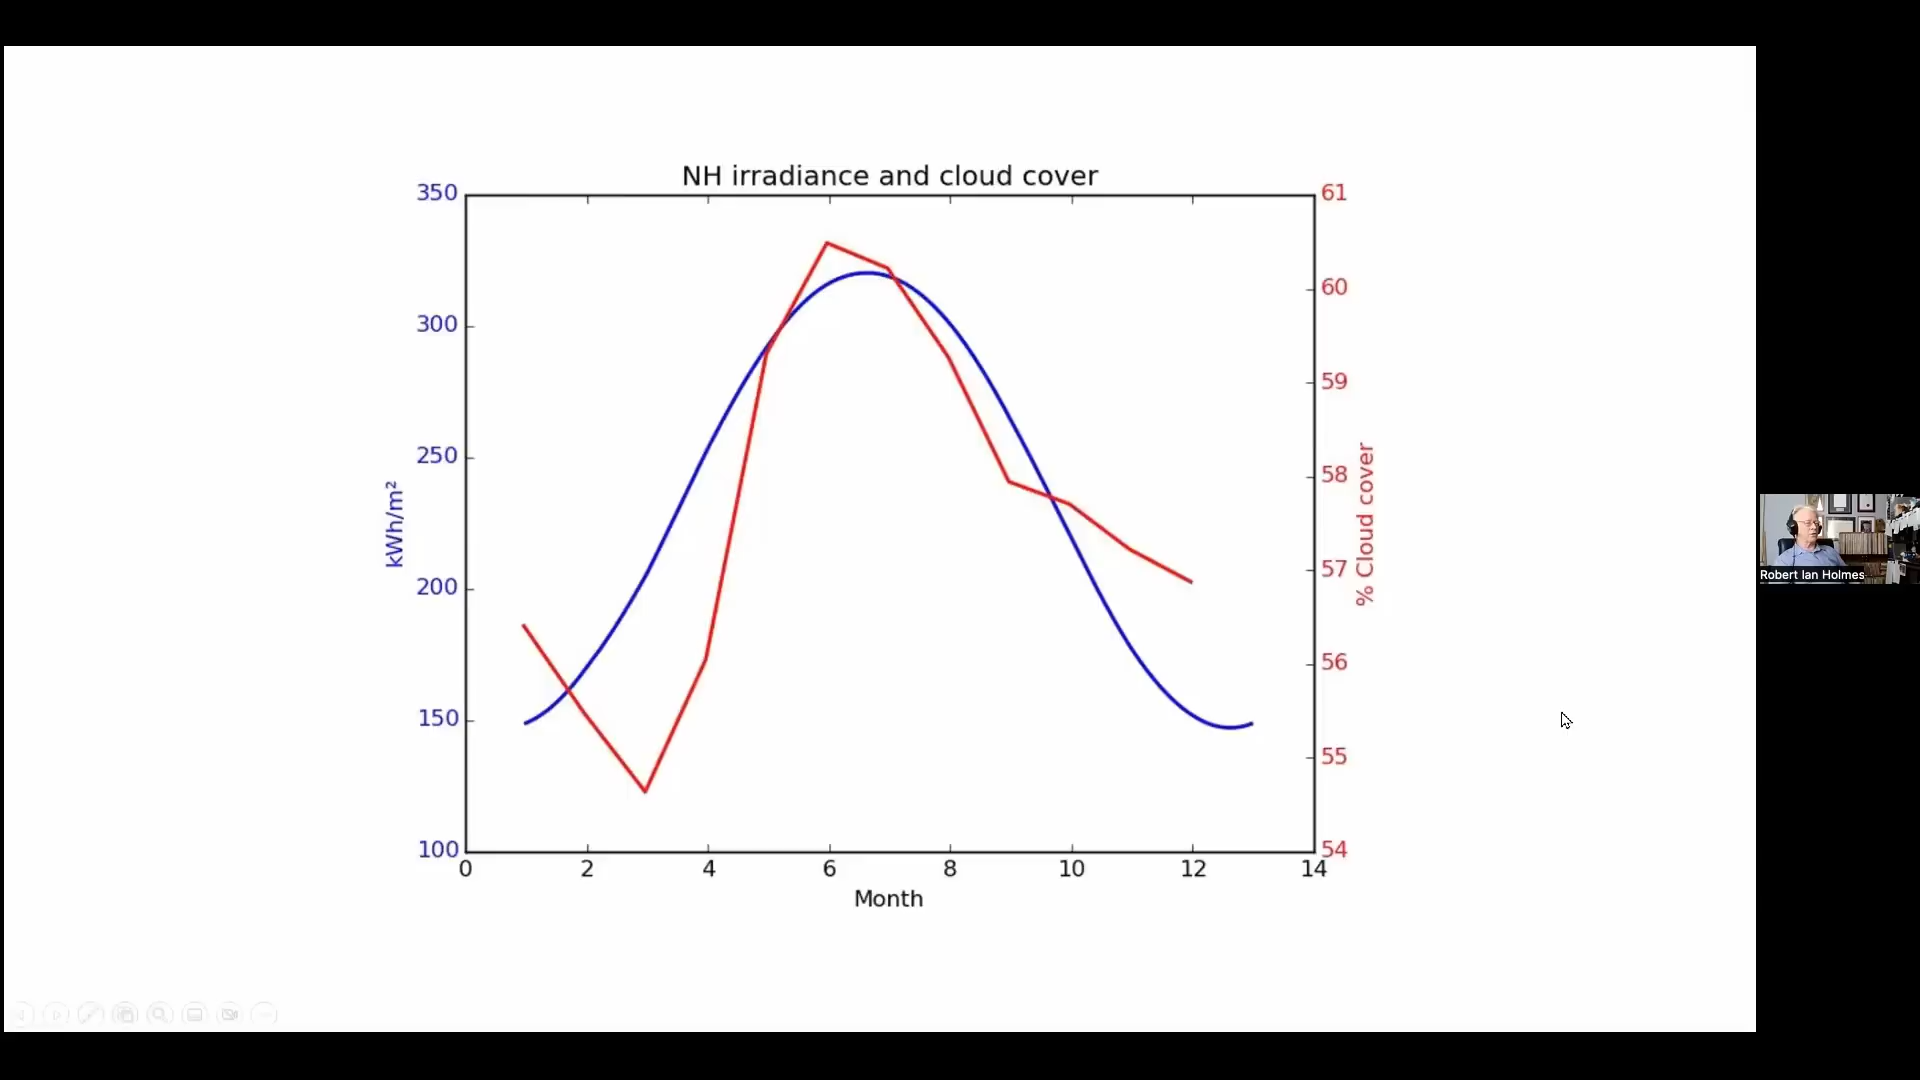 NH irradiance and cloud cover
350
300
250
200
150
100
kWh/m²
61
60
59
58
57
56
55
54
% Cloud cover
0 2 4 6 8 10 12 14
Month
Robert Ian Holmes